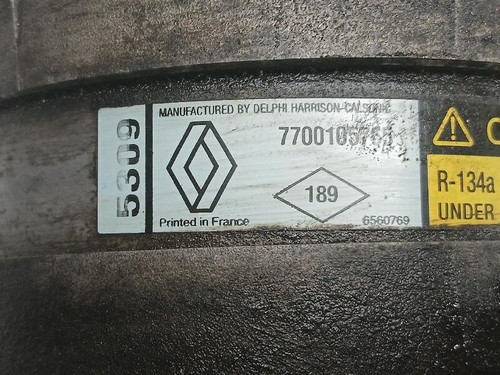 MANUFACTURED BY DELPHI HARRISON-CALSONIC
5309
189
Printed in France
6560769
R-134a
UNDER